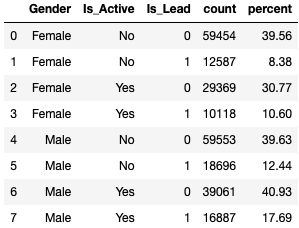 Gender Is_Active Is_Lead count percent
0 Female No 0 59454 39.56
1 Female No 1 12587 8.38
2 Female Yes 0 29369 30.77
3 Female Yes 1 10118 10.60
4 Male No 0 59553 39.63
5 Male No 1 18696 12.44
6 Male Yes 0 39061 40.93
7 Male Yes 1 16887 17.69